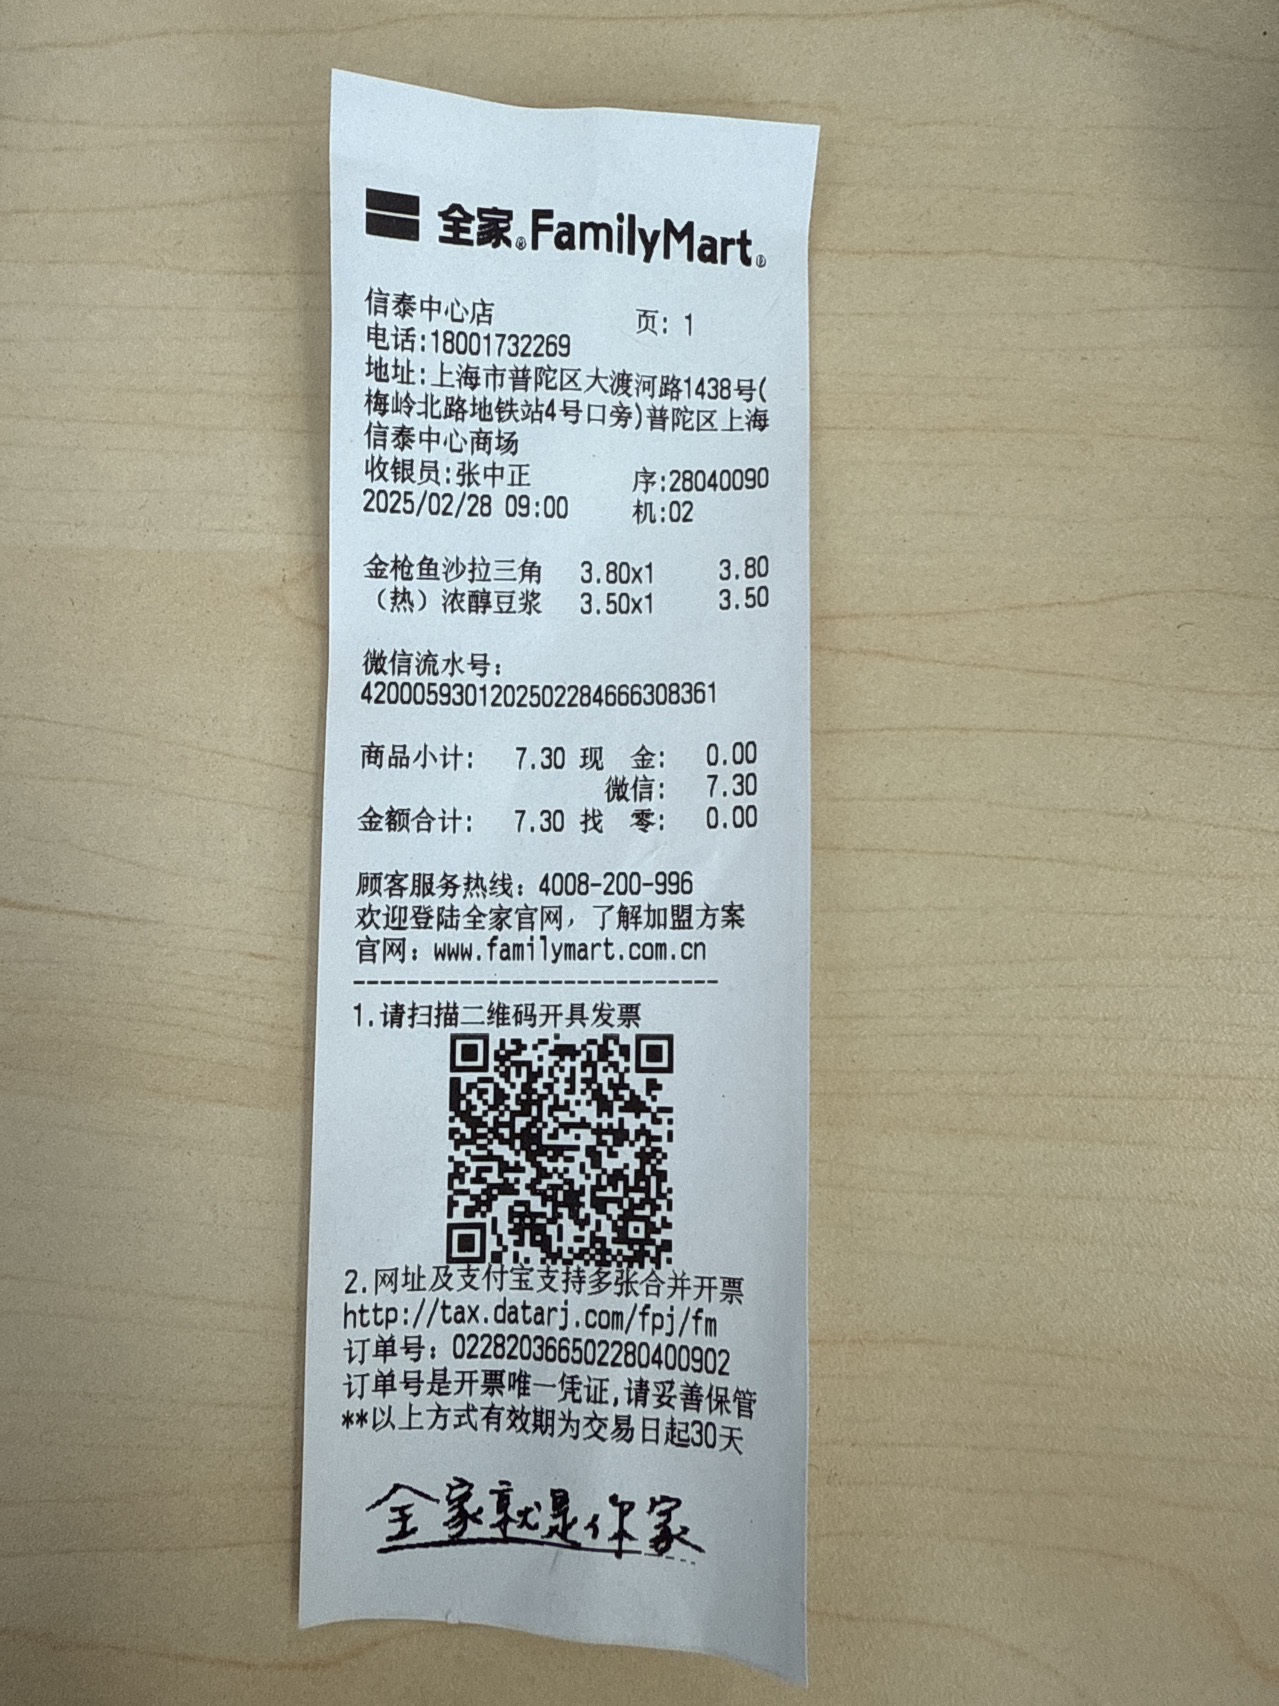 全家® FamilyMart®
信泰中心店 页: 1
电话:18001732269
地址:上海市普陀区大渡河路1438号(
梅岭北路地铁站4号口旁)普陀区上海
信泰中心商场
收银员:张中正 序:28040090
2025/02/28 09:00 机:02
金枪鱼沙拉三角 3.80x1 3.80
（热）浓醇豆浆 3.50x1 3.50
微信流水号:
4200059301202502284666308361
商品小计: 7.30 现 金: 0.00
微信: 7.30
金额合计: 7.30 找 零: 0.00
顾客服务热线: 4008-200-996
欢迎登陆全家官网，了解加盟方案
官网: www.familymart.com.cn
----------------------------
1.请扫描二维码开具发票
2.网址及支付宝支持多张合并开票
http://tax.datarj.com/fpj/fm
订单号: 022820366502280400902
订单号是开票唯一凭证,请妥善保管
**以上方式有效期为交易日起30天
全家就是你家